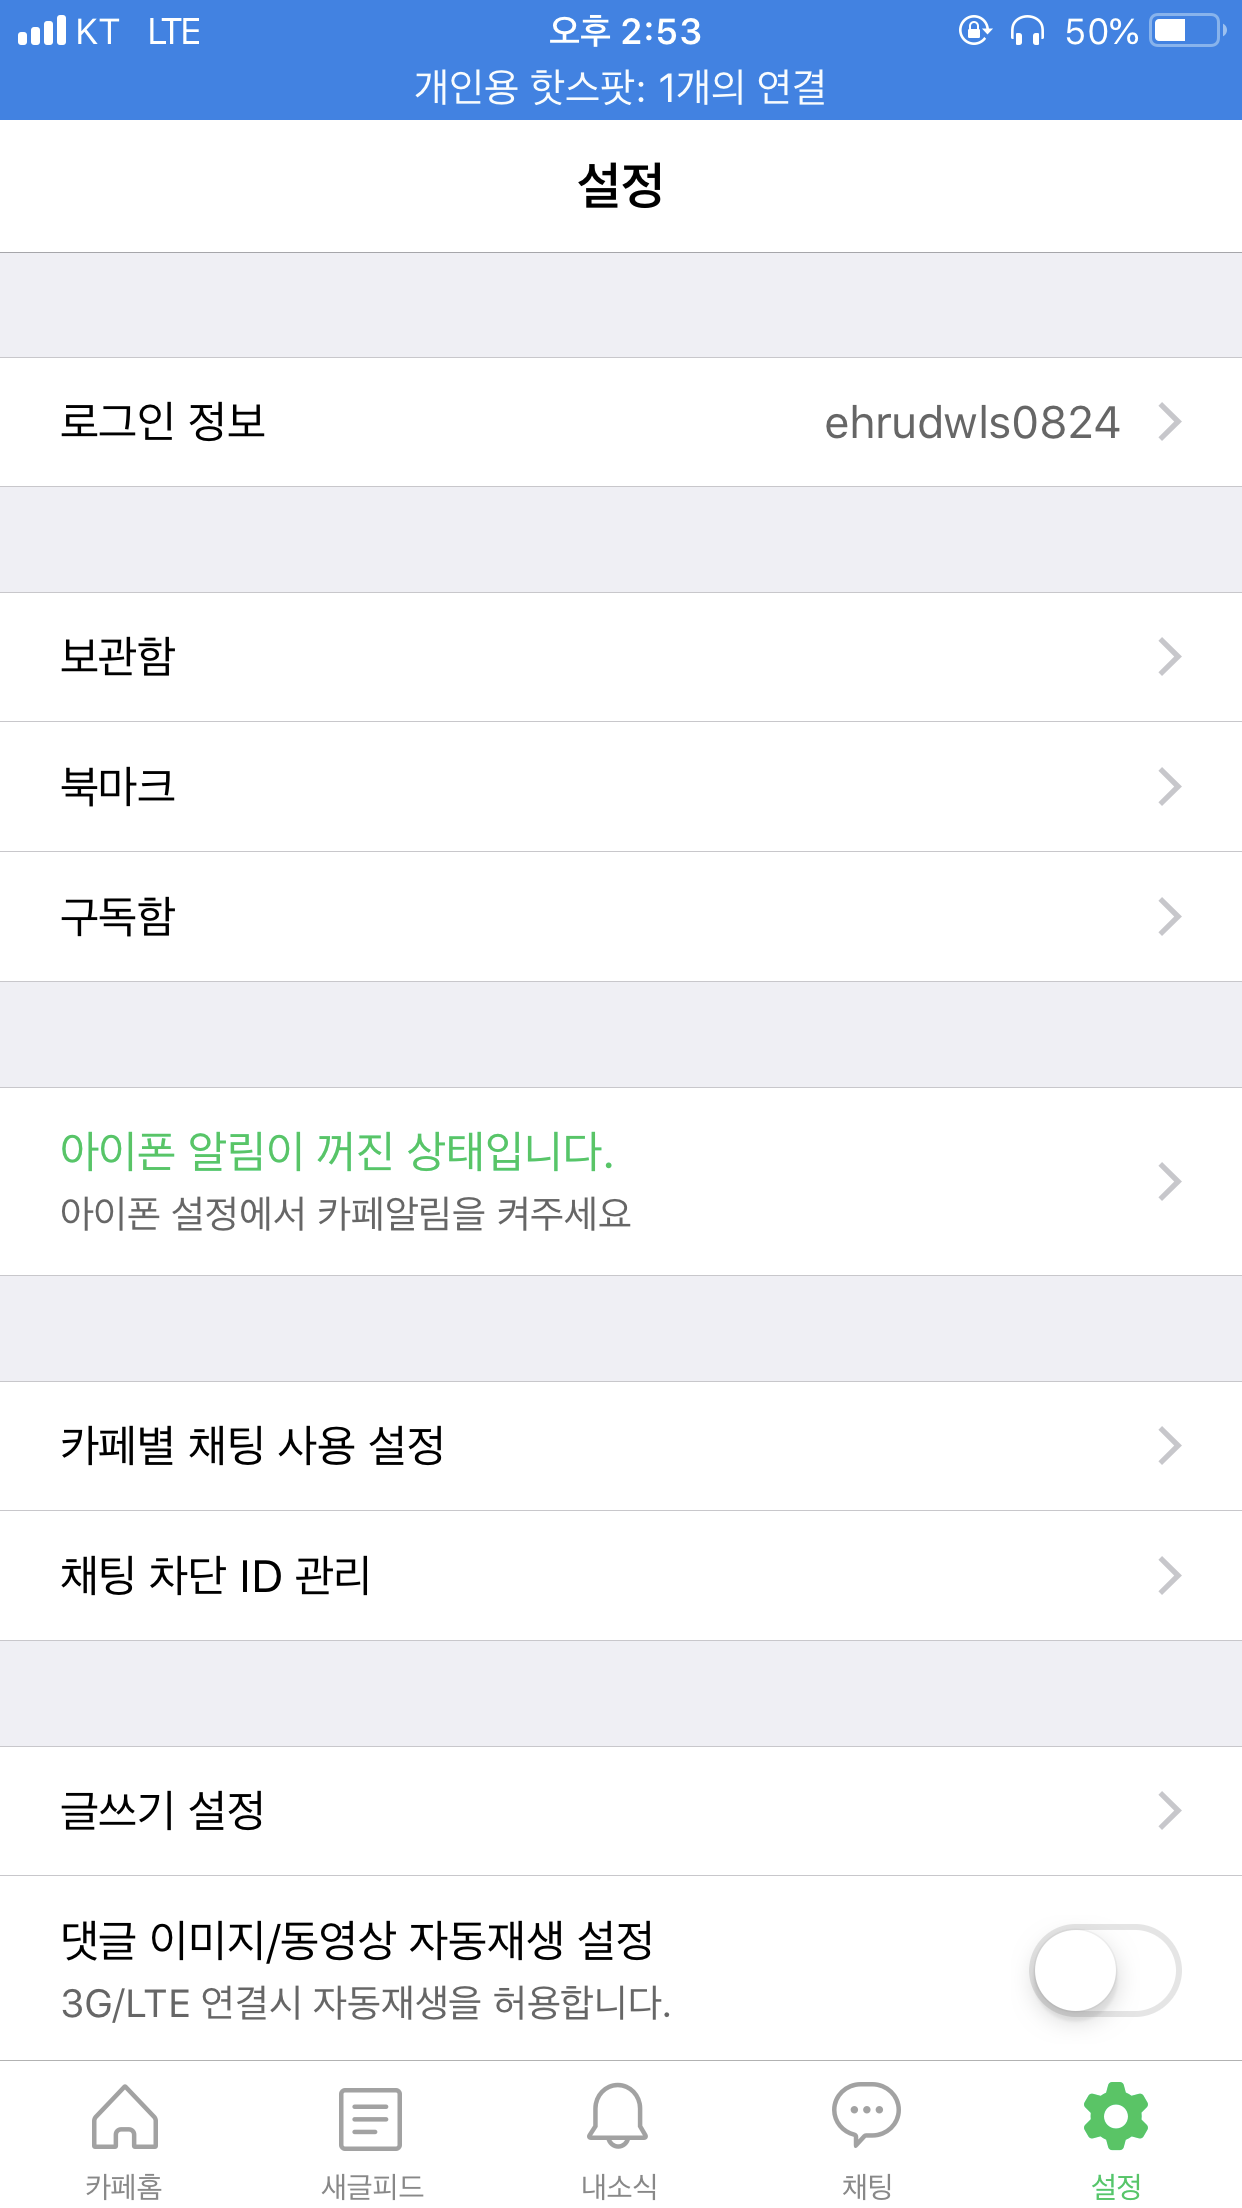 KT LTE 오후 2:53 50%
개인용 핫스팟: 1개의 연결
설정
로그인 정보 ehrudwls0824
보관함
북마크
구독함
아이폰 알림이 꺼진 상태입니다.
아이폰 설정에서 카페알림을 켜주세요
카페별 채팅 사용 설정
채팅 차단 ID 관리
글쓰기 설정
댓글 이미지/동영상 자동재생 설정
3G/LTE 연결시 자동재생을 허용합니다.
카페홈 새글피드 내소식 채팅 설정